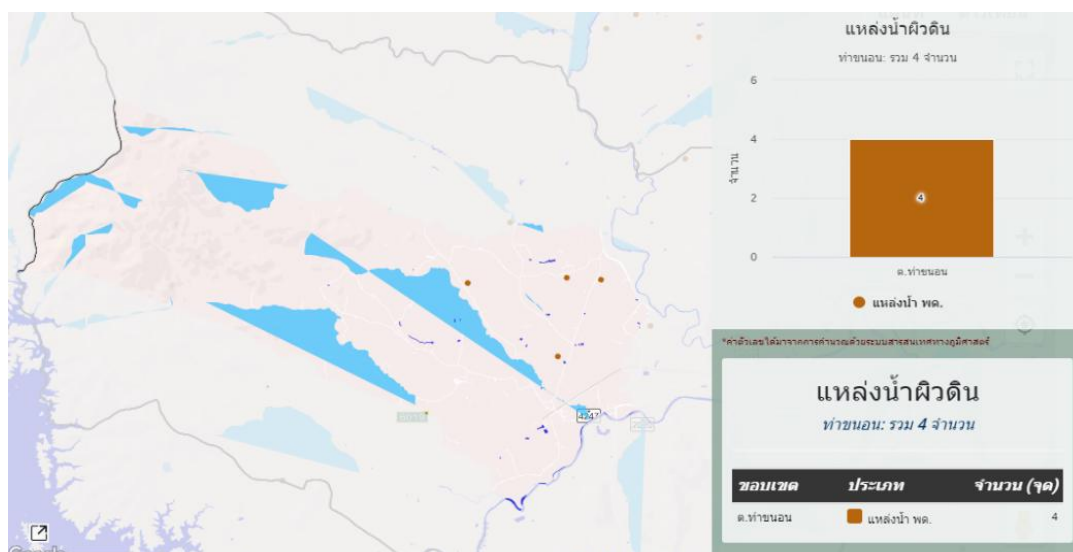 แหล่งน้ำผิวดิน
ท่าขนอน: รวม 4 จำนวน
6
4
2
0
จำนวน
4
ต.ท่าขนอน
แหล่งน้ำ พด.
*ค่าตัวเลขได้มาจากการคำนวณด้วยระบบสารสนเทศทางภูมิศาสตร์
แหล่งน้ำผิวดิน
ท่าขนอน: รวม 4 จำนวน
ขอบเขต ประเภท จำนวน (จุด)
ต.ท่าขนอน แหล่งน้ำ พด. 4
4247
Google